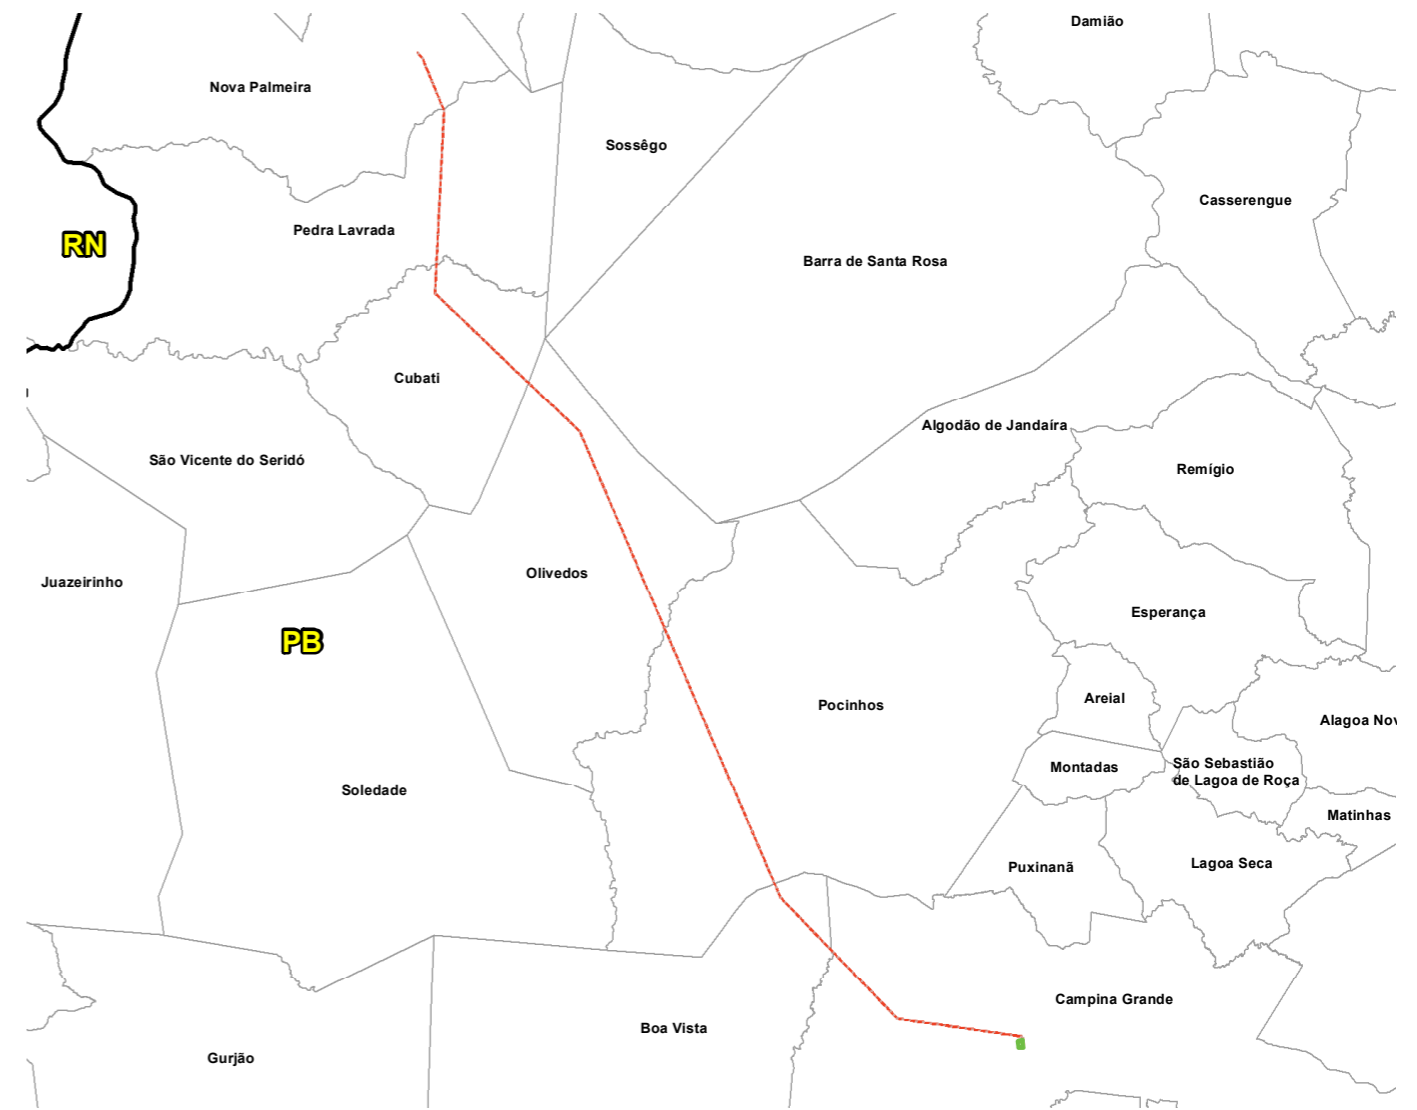 Damião
Nova Palmeira
Sossêgo
Casserengue
Pedra Lavrada
RN
Barra de Santa Rosa
Cubati
Algodão de Jandaíra
São Vicente do Seridó
Remígio
Olivedos
Juazeirinho
Esperança
PB
Areial
Pocinhos
Alagoa Nov
Montadas
São Sebastião
de Lagoa de Roça
Soledade
Matinhas
Lagoa Seca
Puxinanã
Campina Grande
Boa Vista
Gurjão